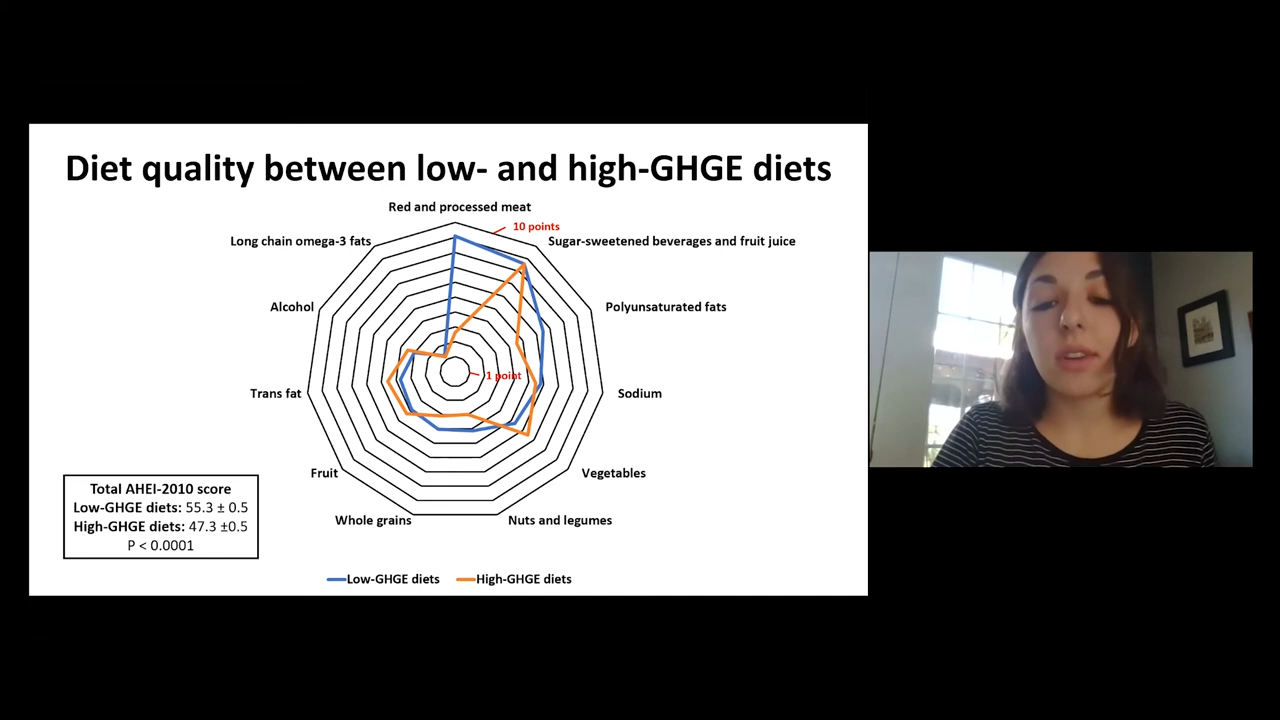 Diet quality between low- and high-GHGE diets
Red and processed meat
10 points
Long chain omega-3 fats
Sugar-sweetened beverages and fruit juice
Alcohol
Polyunsaturated fats
1 point
Trans fat
Sodium
Fruit
Vegetables
Whole grains
Nuts and legumes
Total AHEI-2010 score
Low-GHGE diets: 55.3 ± 0.5
High-GHGE diets: 47.3 ±0.5
P < 0.0001
Low-GHGE diets
High-GHGE diets